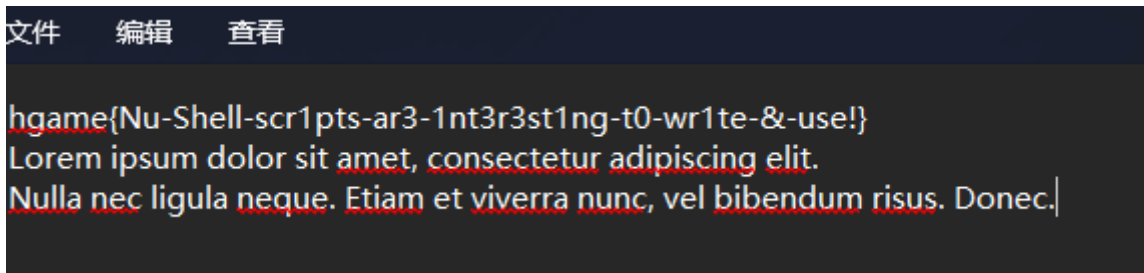 文件 编辑 查看
hgame{Nu-Shell-scr1pts-ar3-1nt3r3st1ng-t0-wr1te-&-use!}
Lorem ipsum dolor sit amet, consectetur adipiscing elit.
Nulla nec ligula neque. Etiam et viverra nunc, vel bibendum risus. Donec.